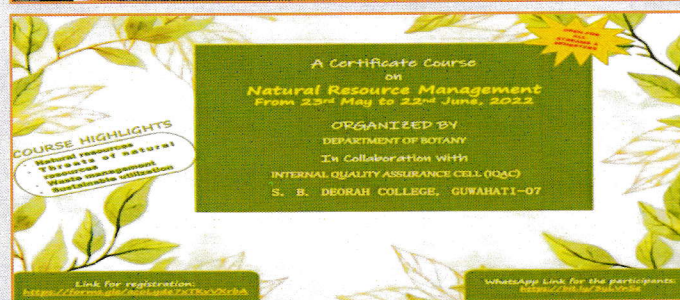 A Certificate Course
on
Natural Resource Management
From 23rd May to 22nd June, 2022
ORGANIZED BY
DEPARTMENT OF BOTANY
In Collaboration With
INTERNAL QUALITY ASSURANCE CELL (IQAC)
S. B. DEORAH COLLEGE, GUWAHATI-07
COURSE HIGHLIGHTS
· Natural resources
· Threats of natural
resources
· Waste management
· Sustainable utilization
Link for registration:
WhatsApp Link for the participants: